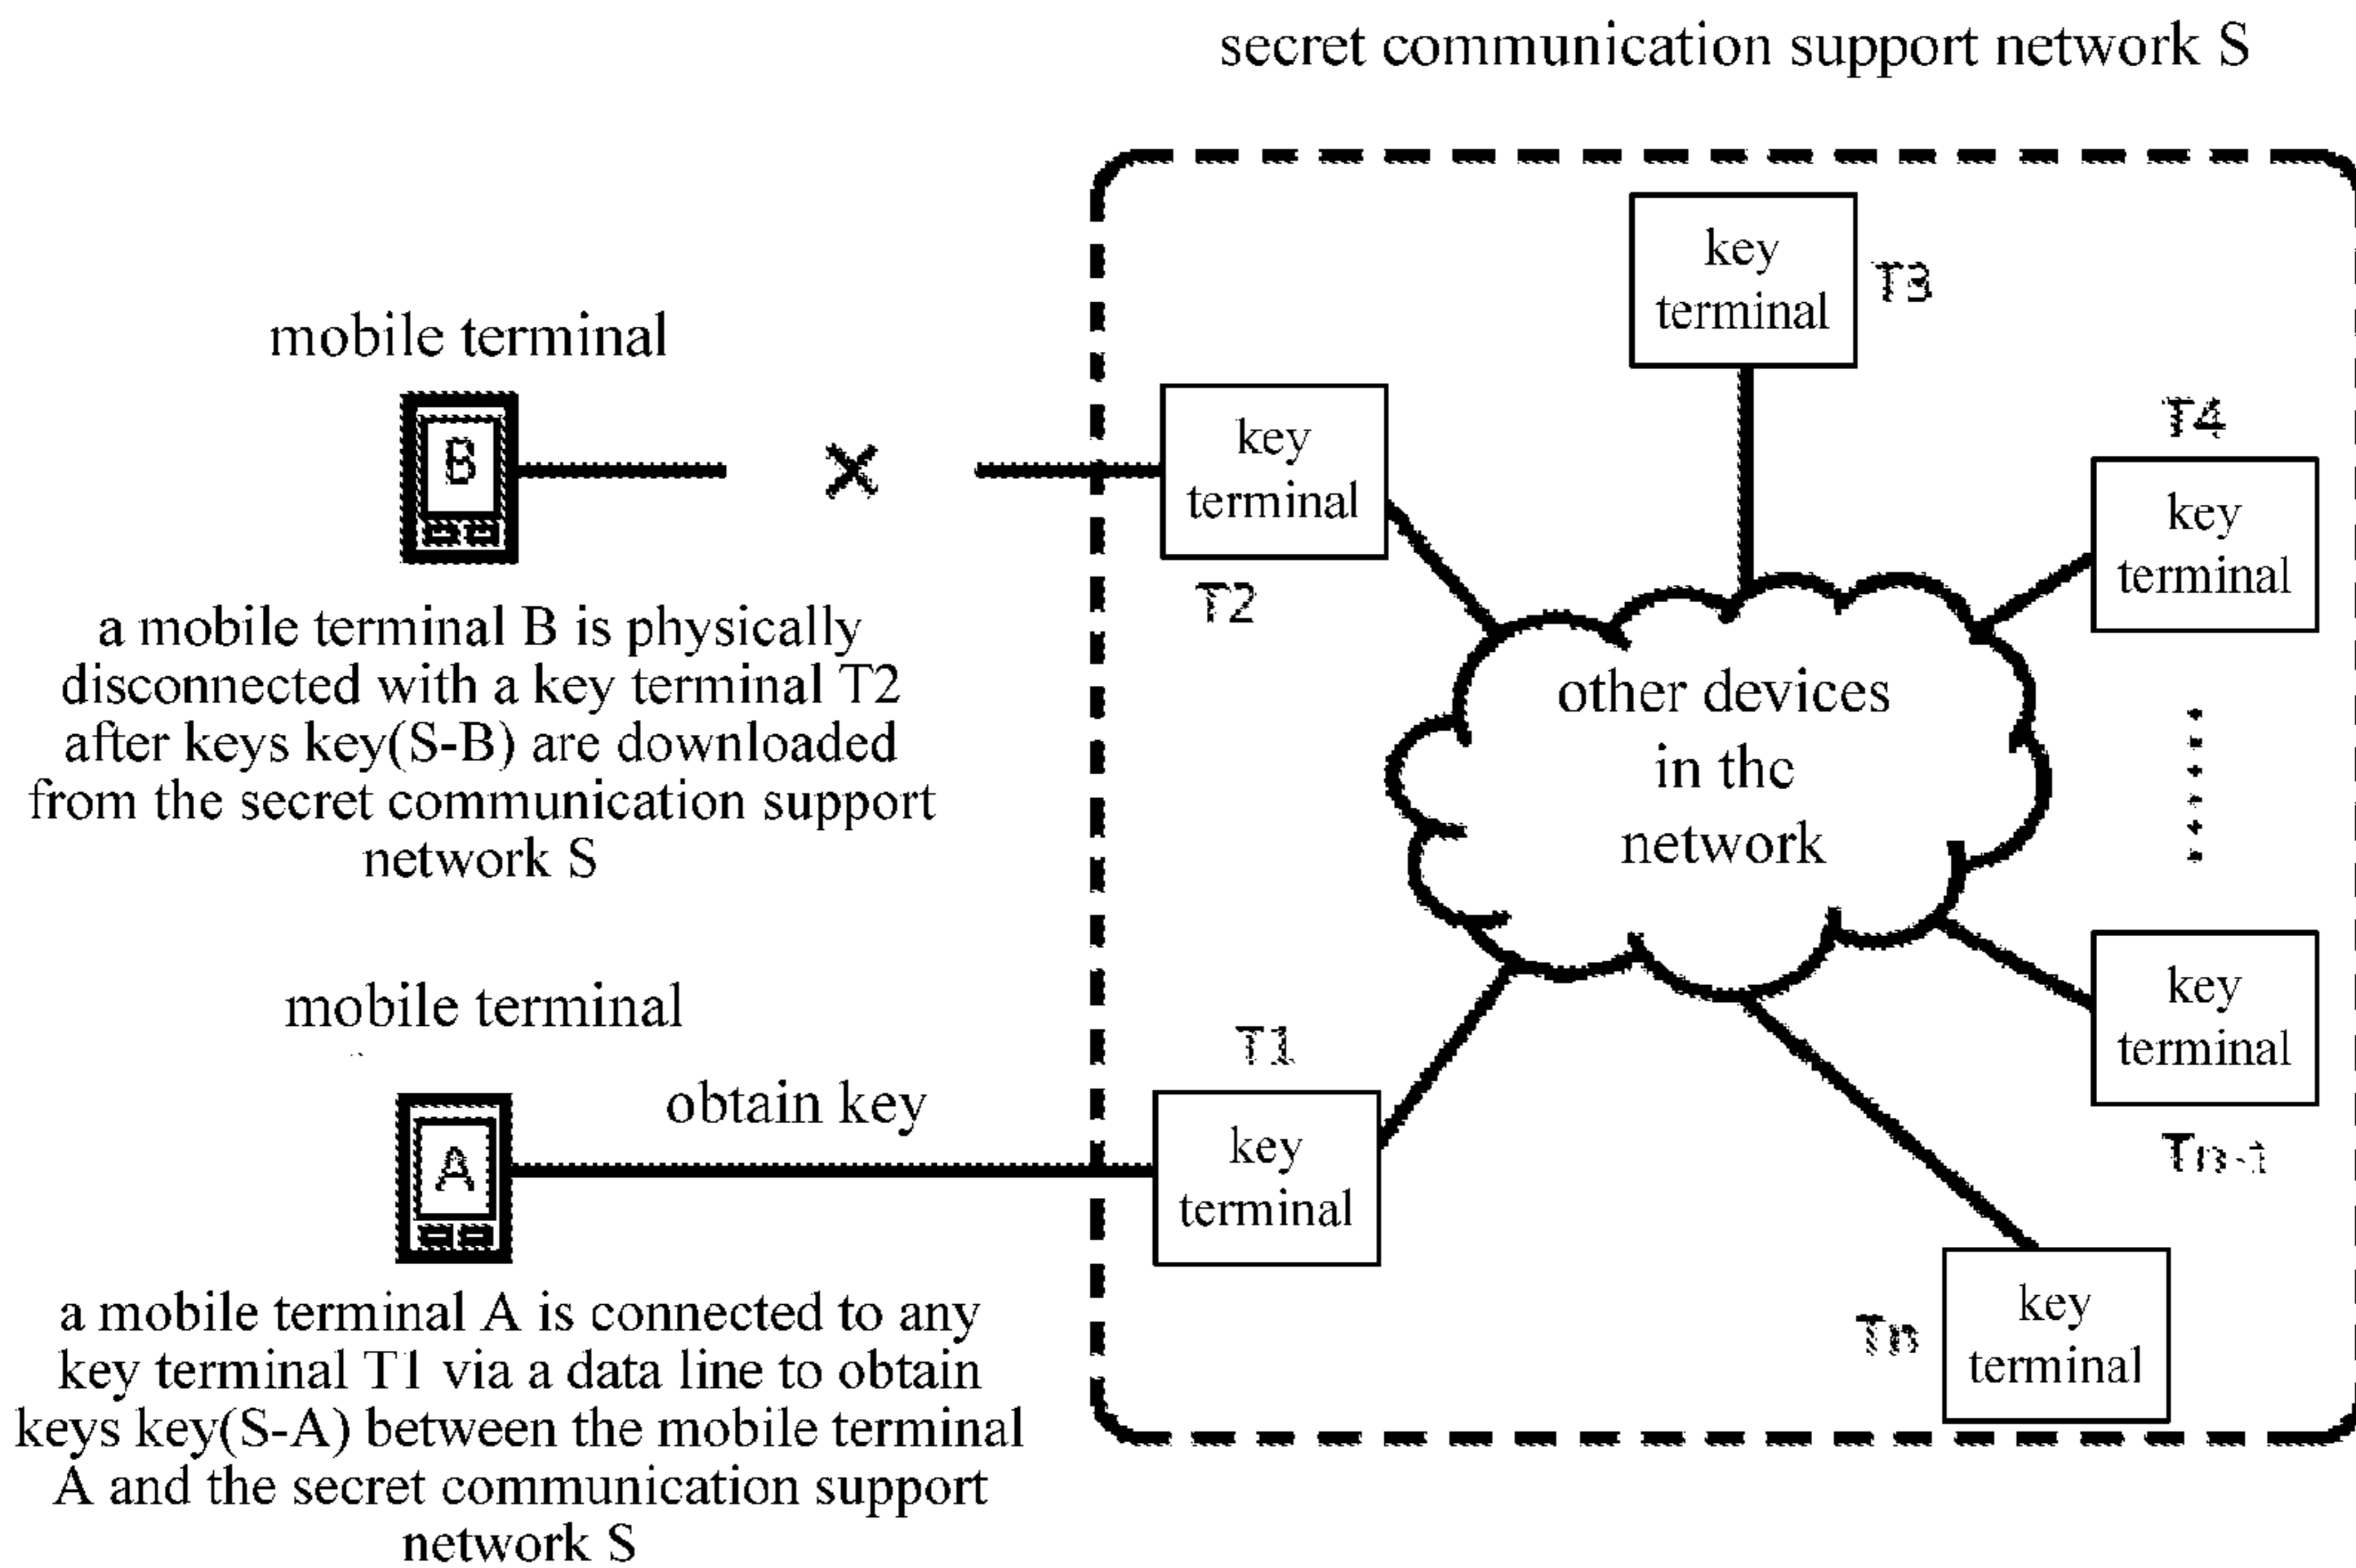 secret communication support network S
key
terminal
T3
mobile terminal
B
key
terminal
T2
T4
key
terminal
a mobile terminal B is physically
disconnected with a key terminal T2
after keys key(S-B) are downloaded
from the secret communication support
network S
other devices
in the
network
mobile terminal
A
obtain key
T1
key
terminal
key
terminal
Tn-1
Tn
key
terminal
a mobile terminal A is connected to any
key terminal T1 via a data line to obtain
keys key(S-A) between the mobile terminal
A and the secret communication support
network S